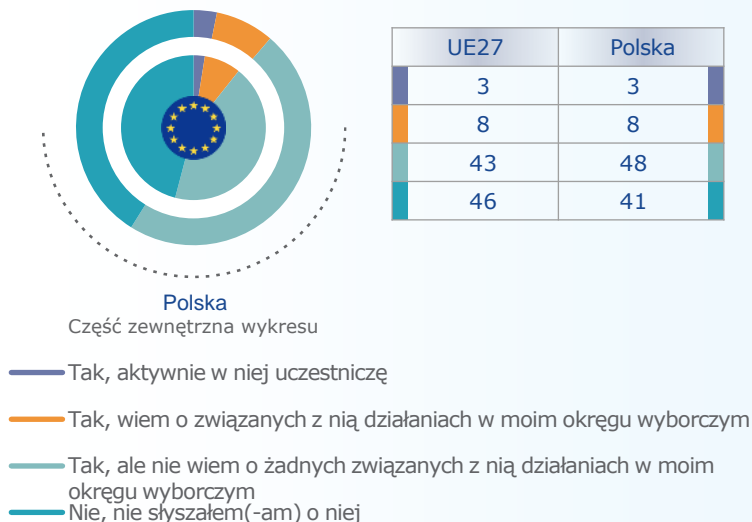 UE27 Polska
3 3
8 8
43 48
46 41
Polska
Część zewnętrzna wykresu
Tak, aktywnie w niej uczestniczę
Tak, wiem o związanych z nią działaniach w moim okręgu wyborczym
Tak, ale nie wiem o żadnych związanych z nią działaniach w moim
okręgu wyborczym
Nie, nie słyszałem(-am) o niej